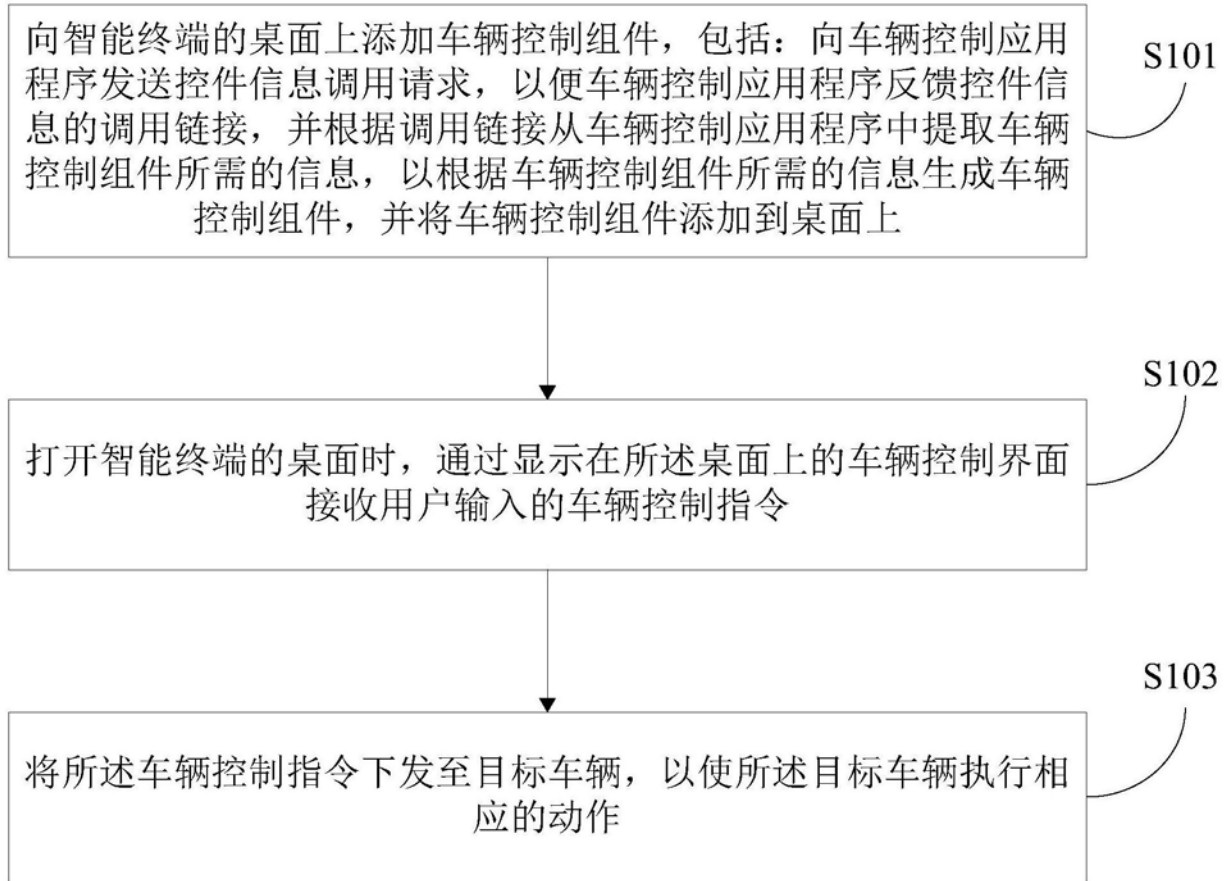 向智能终端的桌面上添加车辆控制组件，包括：向车辆控制应用
程序发送控件信息调用请求，以便车辆控制应用程序反馈控件信
息的调用链接，并根据调用链接从车辆控制应用程序中提取车辆
控制组件所需的信息，以根据车辆控制组件所需的信息生成车辆
控制组件，并将车辆控制组件添加到桌面上
S101
打开智能终端的桌面时，通过显示在所述桌面上的车辆控制界面
接收用户输入的车辆控制指令
S102
将所述车辆控制指令下发至目标车辆，以使所述目标车辆执行相
应的动作
S103